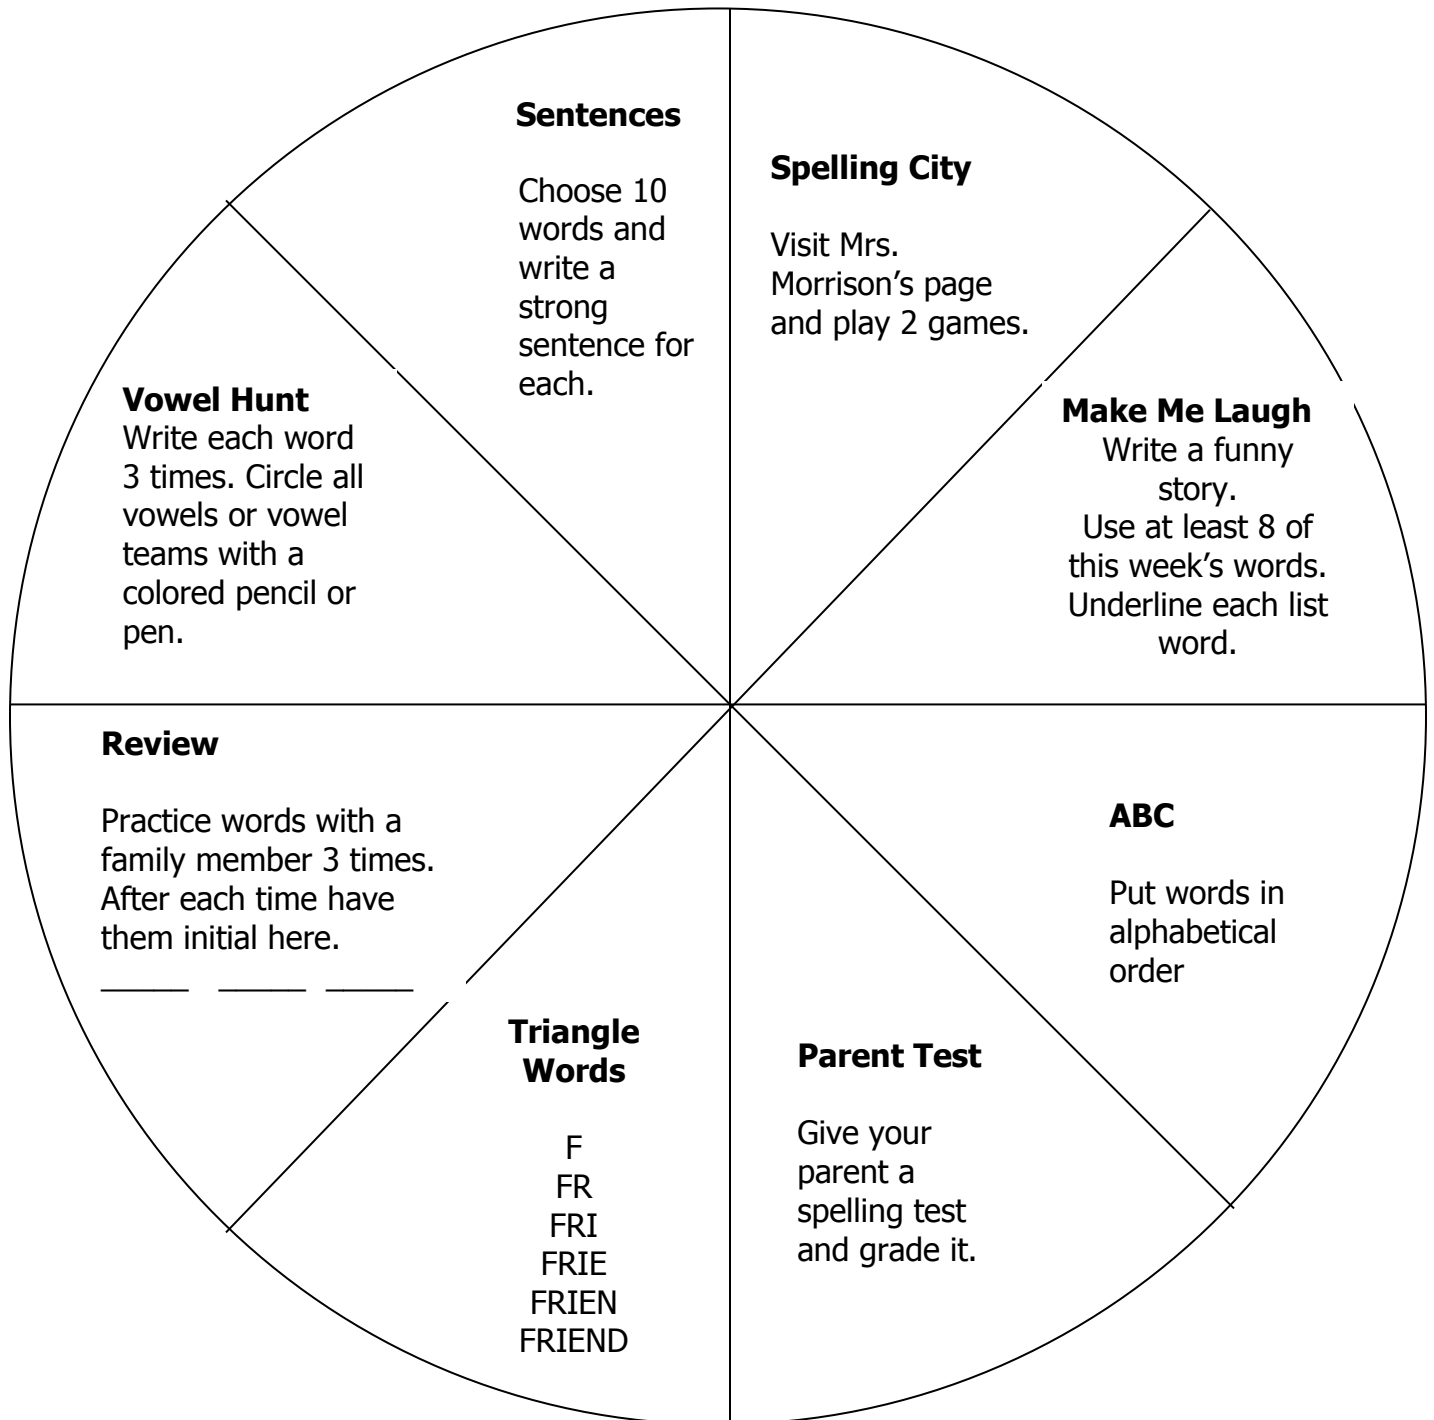 Sentences
Choose 10
words and
write a
strong
sentence for
each.
Spelling City
Visit Mrs.
Morrison’s page
and play 2 games.
Make Me Laugh
Write a funny
story.
Use at least 8 of
this week’s words.
Underline each list
word.
ABC
Put words in
alphabetical
order
Parent Test
Give your
parent a
spelling test
and grade it.
Triangle
Words
F
FR
FRI
FRIE
FRIEN
FRIEND
Review
Practice words with a
family member 3 times.
After each time have
them initial here.
_____ _____ _____
Vowel Hunt
Write each word
3 times. Circle all
vowels or vowel
teams with a
colored pencil or
pen.